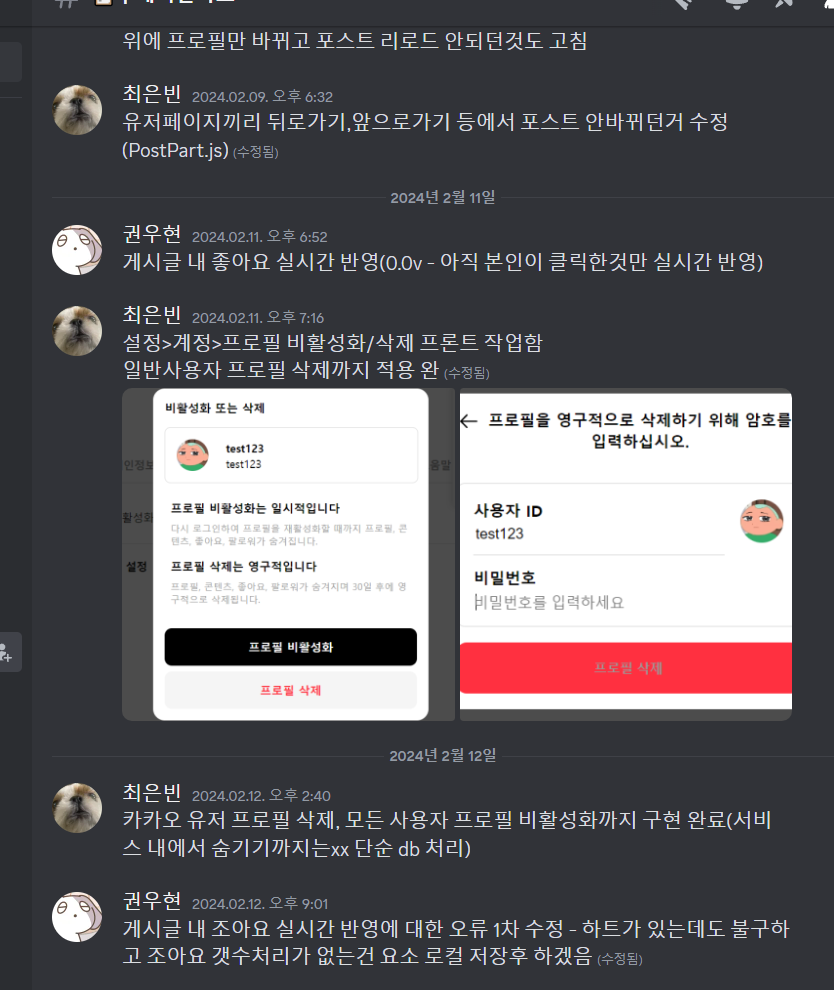 위에 프로필만 바뀌고 포스트 리로드 안되던것도 고침
최은빈 2024.02.09. 오후 6:32
유저페이지끼리 뒤로가기,앞으로가기 등에서 포스트 안바뀌던거 수정
(PostPart.js) (수정됨)
2024년 2월 11일
권우현 2024.02.11. 오후 6:52
게시글 내 좋아요 실시간 반영(0.0v - 아직 본인이 클릭한것만 실시간 반영)
최은빈 2024.02.11. 오후 7:16
설정>계정>프로필 비활성화/삭제 프론트 작업함
일반사용자 프로필 삭제까지 적용 완 (수정됨)
비활성화 또는 삭제
test123
test123
인정보
활성화
설정
프로필 비활성화는 일시적입니다
다시 로그인하여 프로필을 재활성화할 때까지 프로필, 콘
텐츠, 좋아요, 팔로워가 숨겨집니다.
프로필 삭제는 영구적입니다
프로필, 콘텐츠, 좋아요, 팔로워가 숨겨지며 30일 후에 영
구적으로 삭제됩니다.
프로필 비활성화
프로필 삭제
프로필을 영구적으로 삭제하기 위해 암호를
입력하십시오.
사용자 ID
test123
비밀번호
비밀번호를 입력하세요
프로필 삭제
2024년 2월 12일
최은빈 2024.02.12. 오후 2:40
카카오 유저 프로필 삭제, 모든 사용자 프로필 비활성화까지 구현 완료(서비
스 내에서 숨기기까지는xx 단순 db 처리)
권우현 2024.02.12. 오후 9:01
게시글 내 조아요 실시간 반영에 대한 오류 1차 수정 - 하트가 있는데도 불구하
고 조아요 갯수처리가 없는건 요소 로컬 저장후 하겠음 (수정됨)